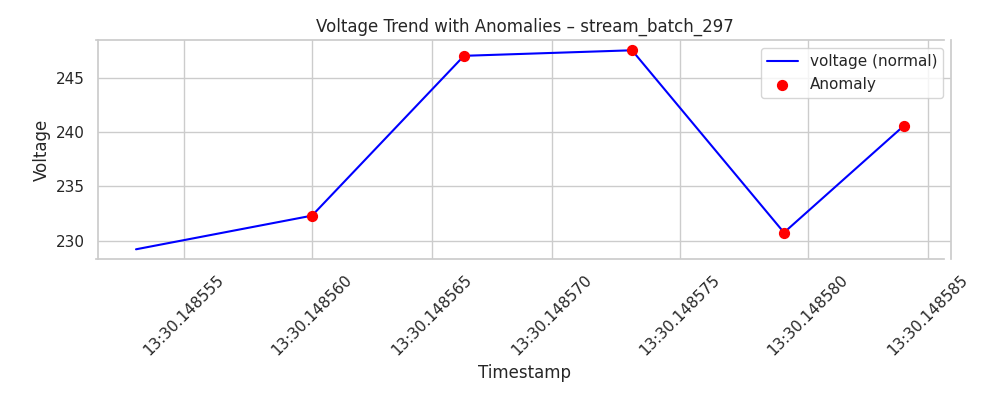 Voltage Trend with Anomalies – stream_batch_297
voltage (normal)
Anomaly
Voltage
245
240
235
230
13:30.148555
13:30.148560
13:30.148565
13:30.148570
13:30.148575
13:30.148580
13:30.148585
Timestamp